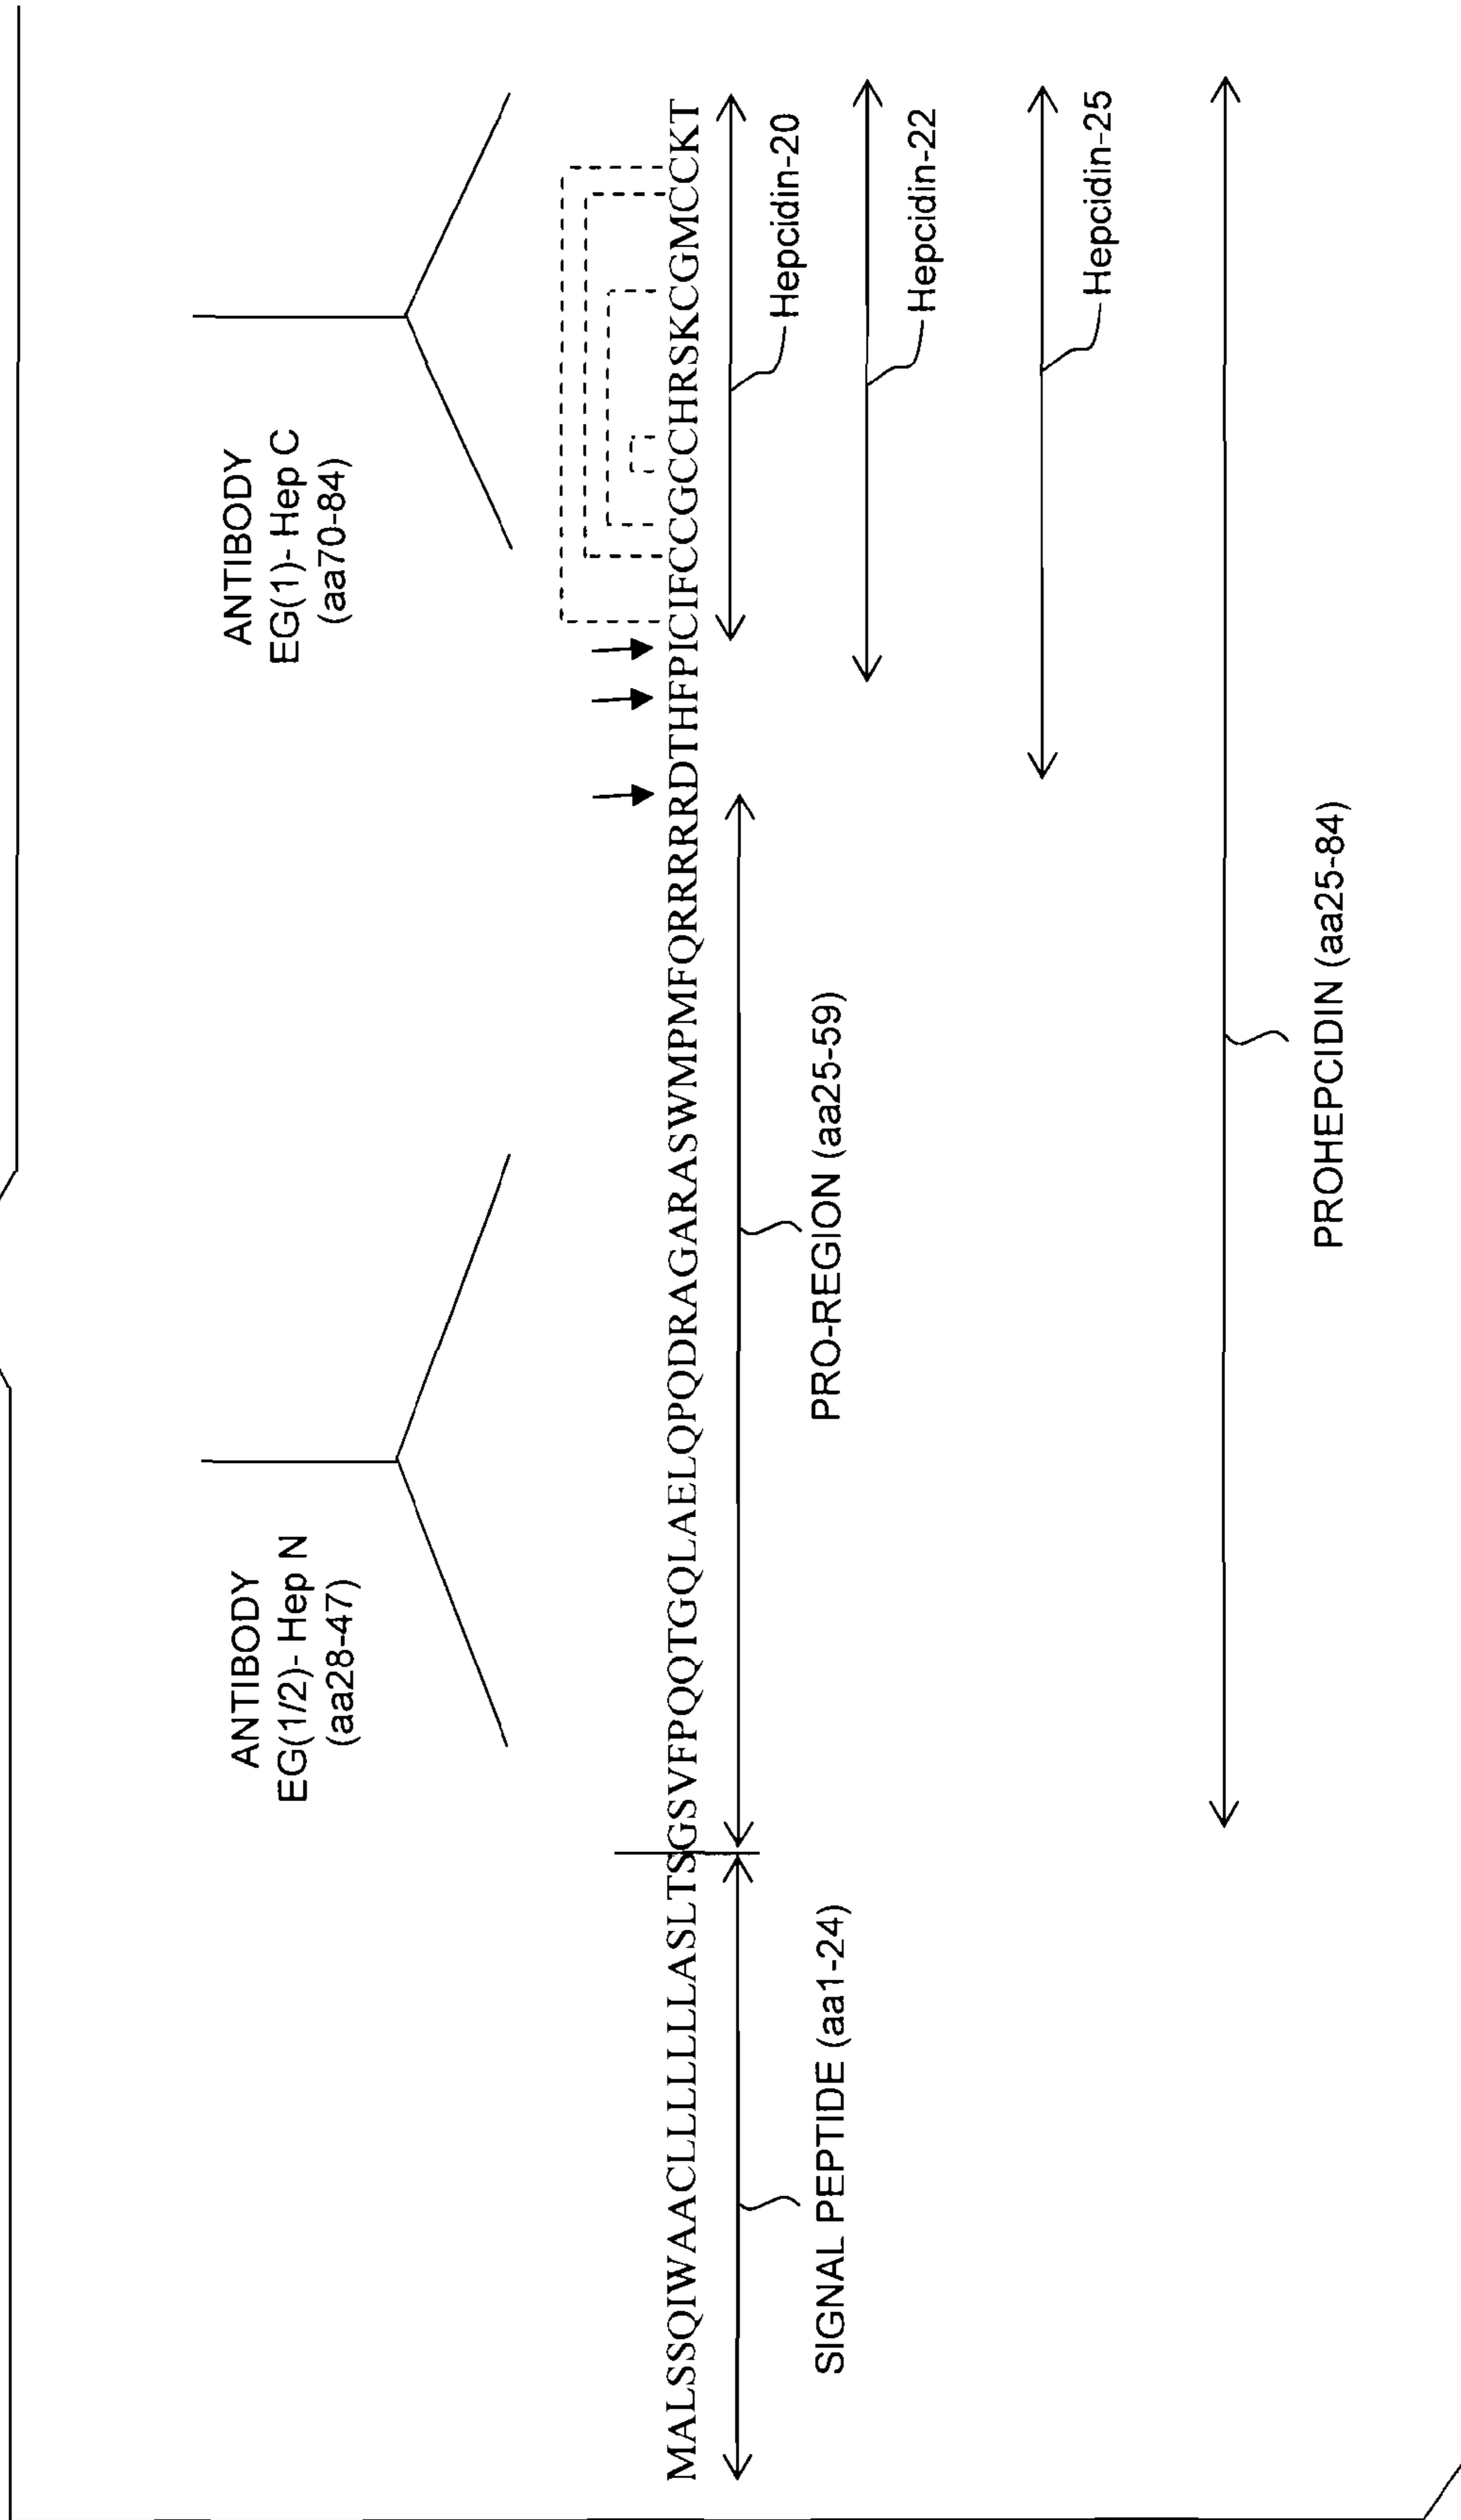 ANTIBODY
EG(1/2)- Hep N
(aa28-47)
ANTIBODY
EG(1)- Hep C
(aa70-84)
MALSSQIWAACLLLLLLLASLTSGSVFPQQTGQLAELQPQDRAGARASWMPMFQRRRRRDTHFPICIFCCGCCHRSKCGMCCKT
Hepcidin-20
SIGNAL PEPTIDE (aa1-24)
PRO-REGION (aa25-59)
Hepcidin-22
Hepcidin-25
PROHEPCIDIN (aa25-84)